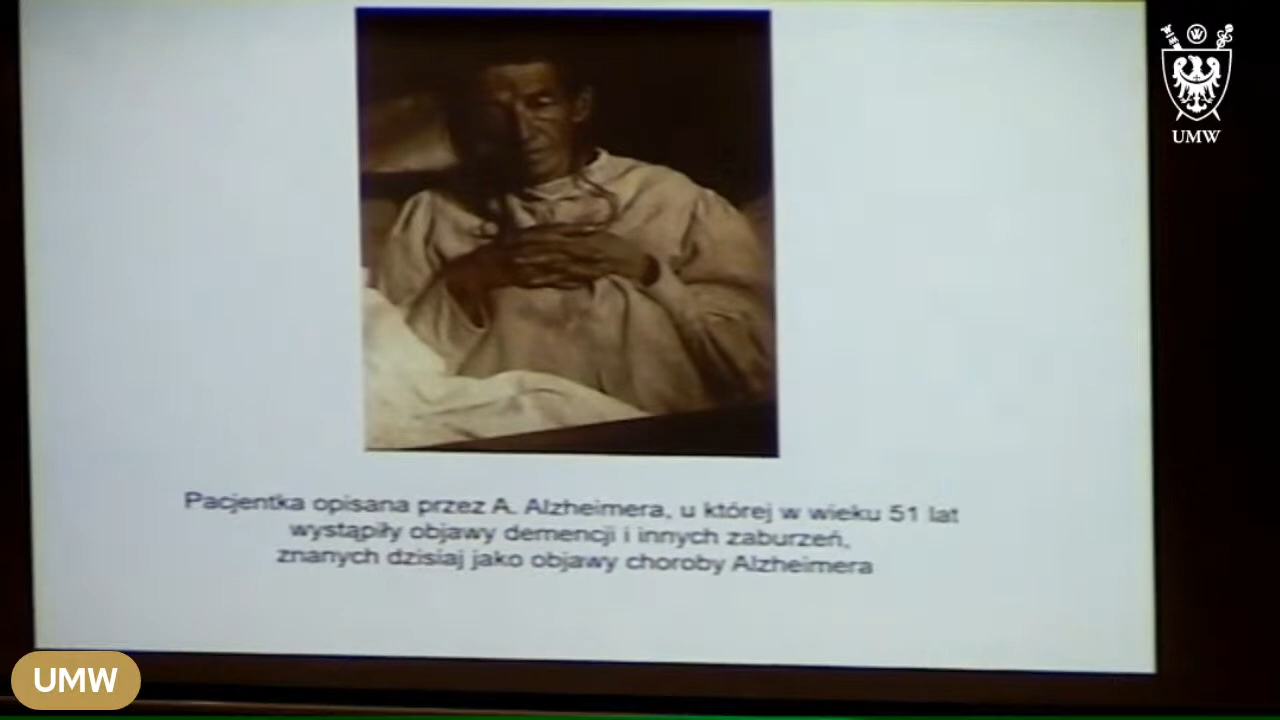 UMW
Pacjentka opisana przez A. Alzheimera, u której w wieku 51 lat
wystąpiły objawy demencji i innych zaburzeń,
znanych dzisiaj jako objawy choroby Alzheimera
UMW